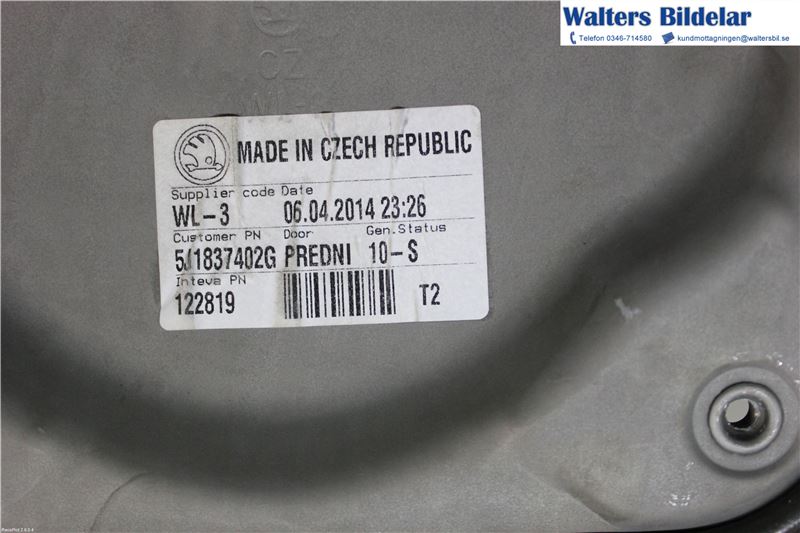 Walters Bildelar
Telefon 0346-714580 kundmottagningen@waltersbil.se
CZ
MADE IN CZECH REPUBLIC
Supplier code Date
WL-3 06.04.2014 23:26
Customer PN Door Gen.Status
5J1837402G PREDNI 10-S
Inteva PN
122819 T2